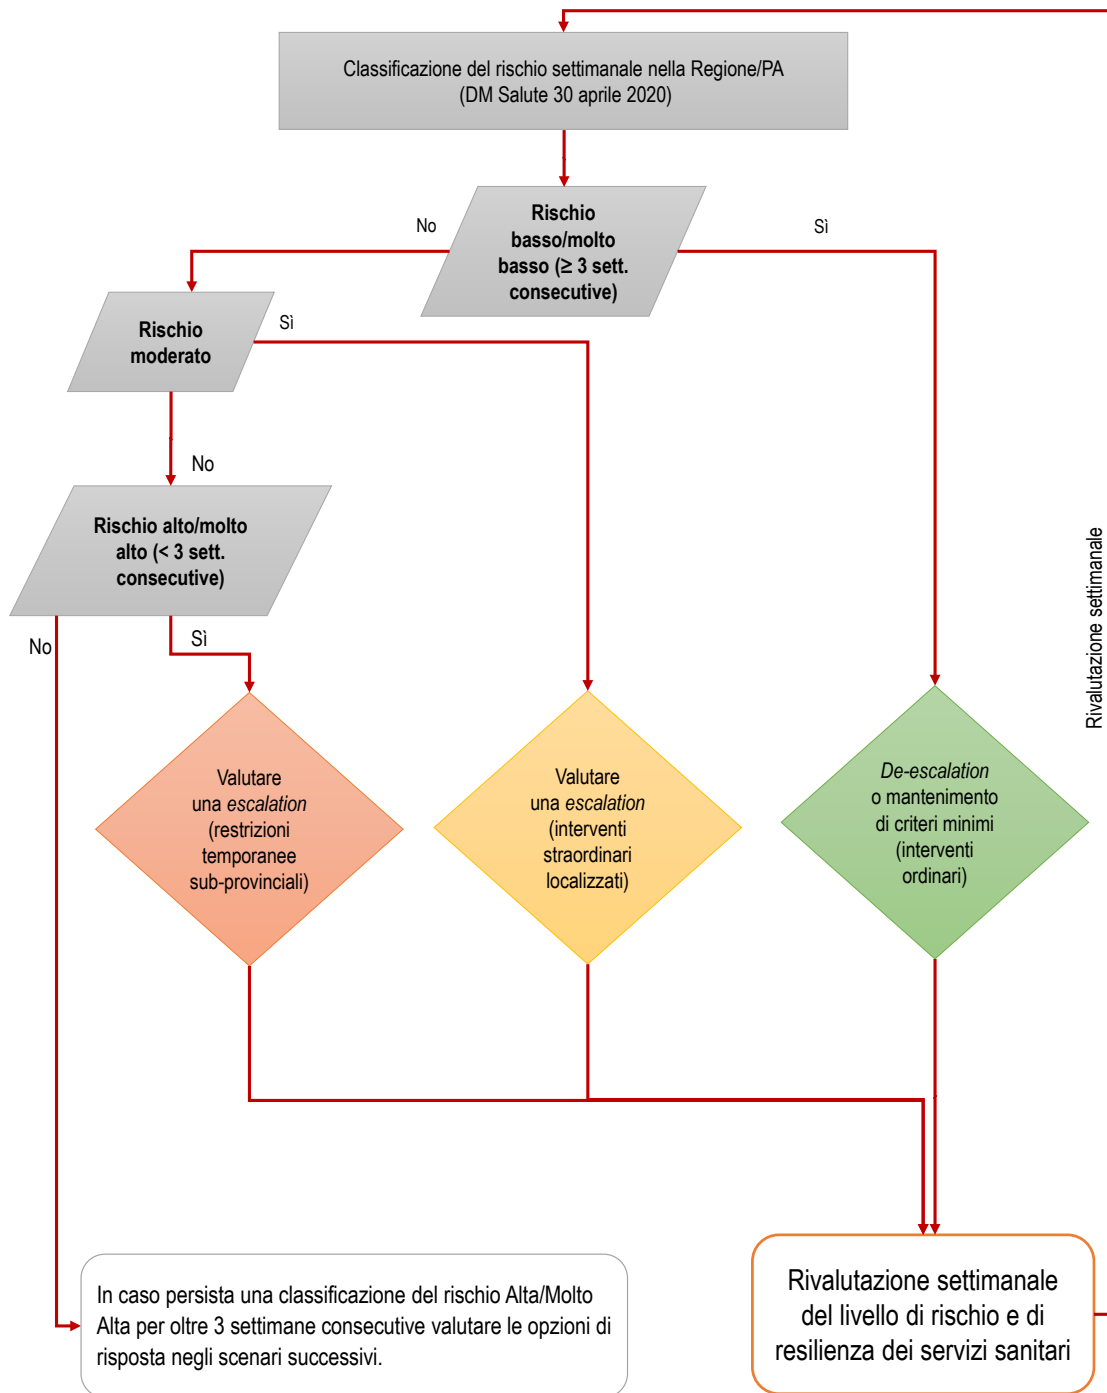 Classificazione del rischio settimanale nella Regione/PA
(DM Salute 30 aprile 2020)
Rischio
basso/molto
basso (≥ 3 sett.
consecutive)
No
Sì
Rischio
moderato
Sì
No
Rischio alto/molto
alto (< 3 sett.
consecutive)
No
Sì
Rivalutazione settimanale
Valutare
una escalation
(restrizioni
temporanee
sub-provinciali)
Valutare
una escalation
(interventi
straordinari
localizzati)
De-escalation
o mantenimento
di criteri minimi
(interventi
ordinari)
In caso persista una classificazione del rischio Alta/Molto
Alta per oltre 3 settimane consecutive valutare le opzioni di
risposta negli scenari successivi.
Rivalutazione settimanale
del livello di rischio e di
resilienza dei servizi sanitari